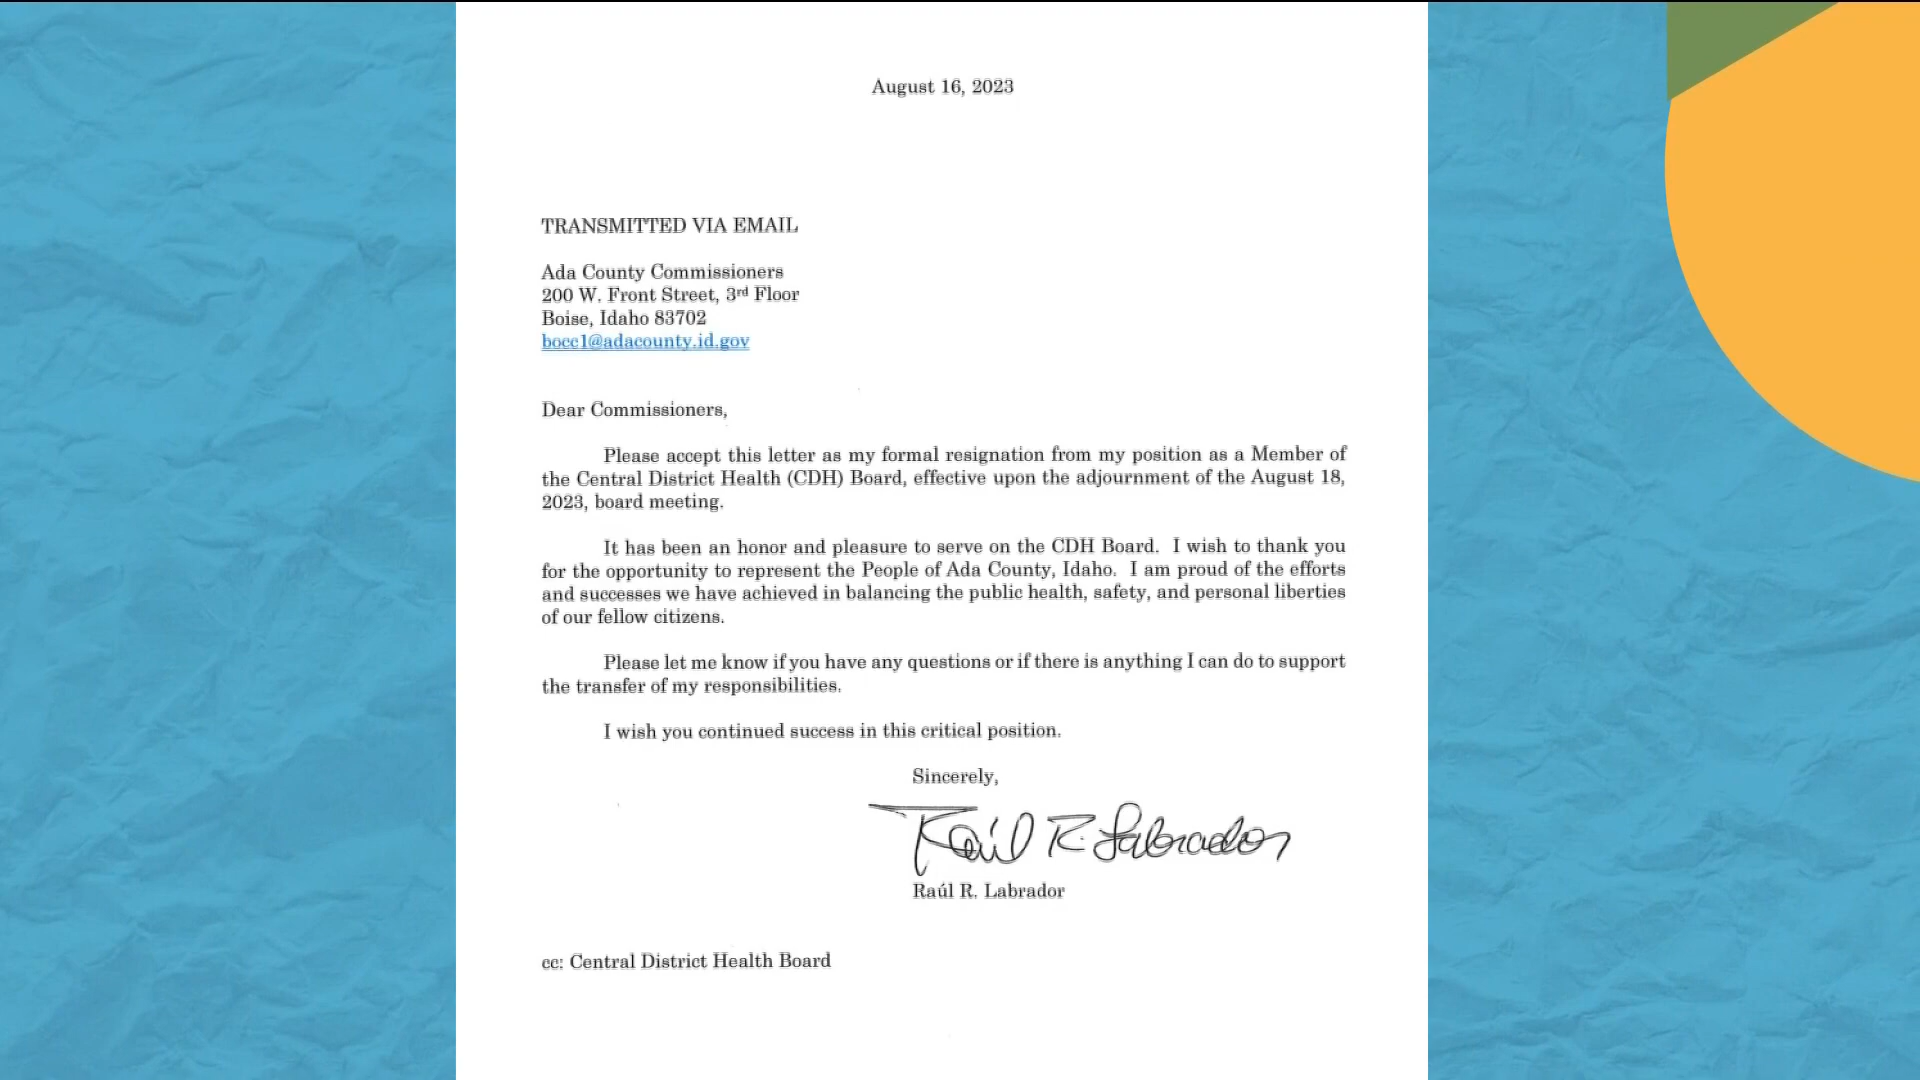 August 16, 2023
TRANSMITTED VIA EMAIL
Ada County Commissioners
200 W. Front Street, 3rd Floor
Boise, Idaho 83702
bocc1@adacounty.id.gov
Dear Commissioners,
Please accept this letter as my formal resignation from my position as a Member of
the Central District Health (CDH) Board, effective upon the adjournment of the August 18,
2023, board meeting.
It has been an honor and pleasure to serve on the CDH Board. I wish to thank you
for the opportunity to represent the People of Ada County, Idaho. I am proud of the efforts
and successes we have achieved in balancing the public health, safety, and personal liberties
of our fellow citizens.
Please let me know if you have any questions or if there is anything I can do to support
the transfer of my responsibilities.
I wish you continued success in this critical position.
Sincerely,
Raúl R. Labrador
Raúl R. Labrador
cc: Central District Health Board